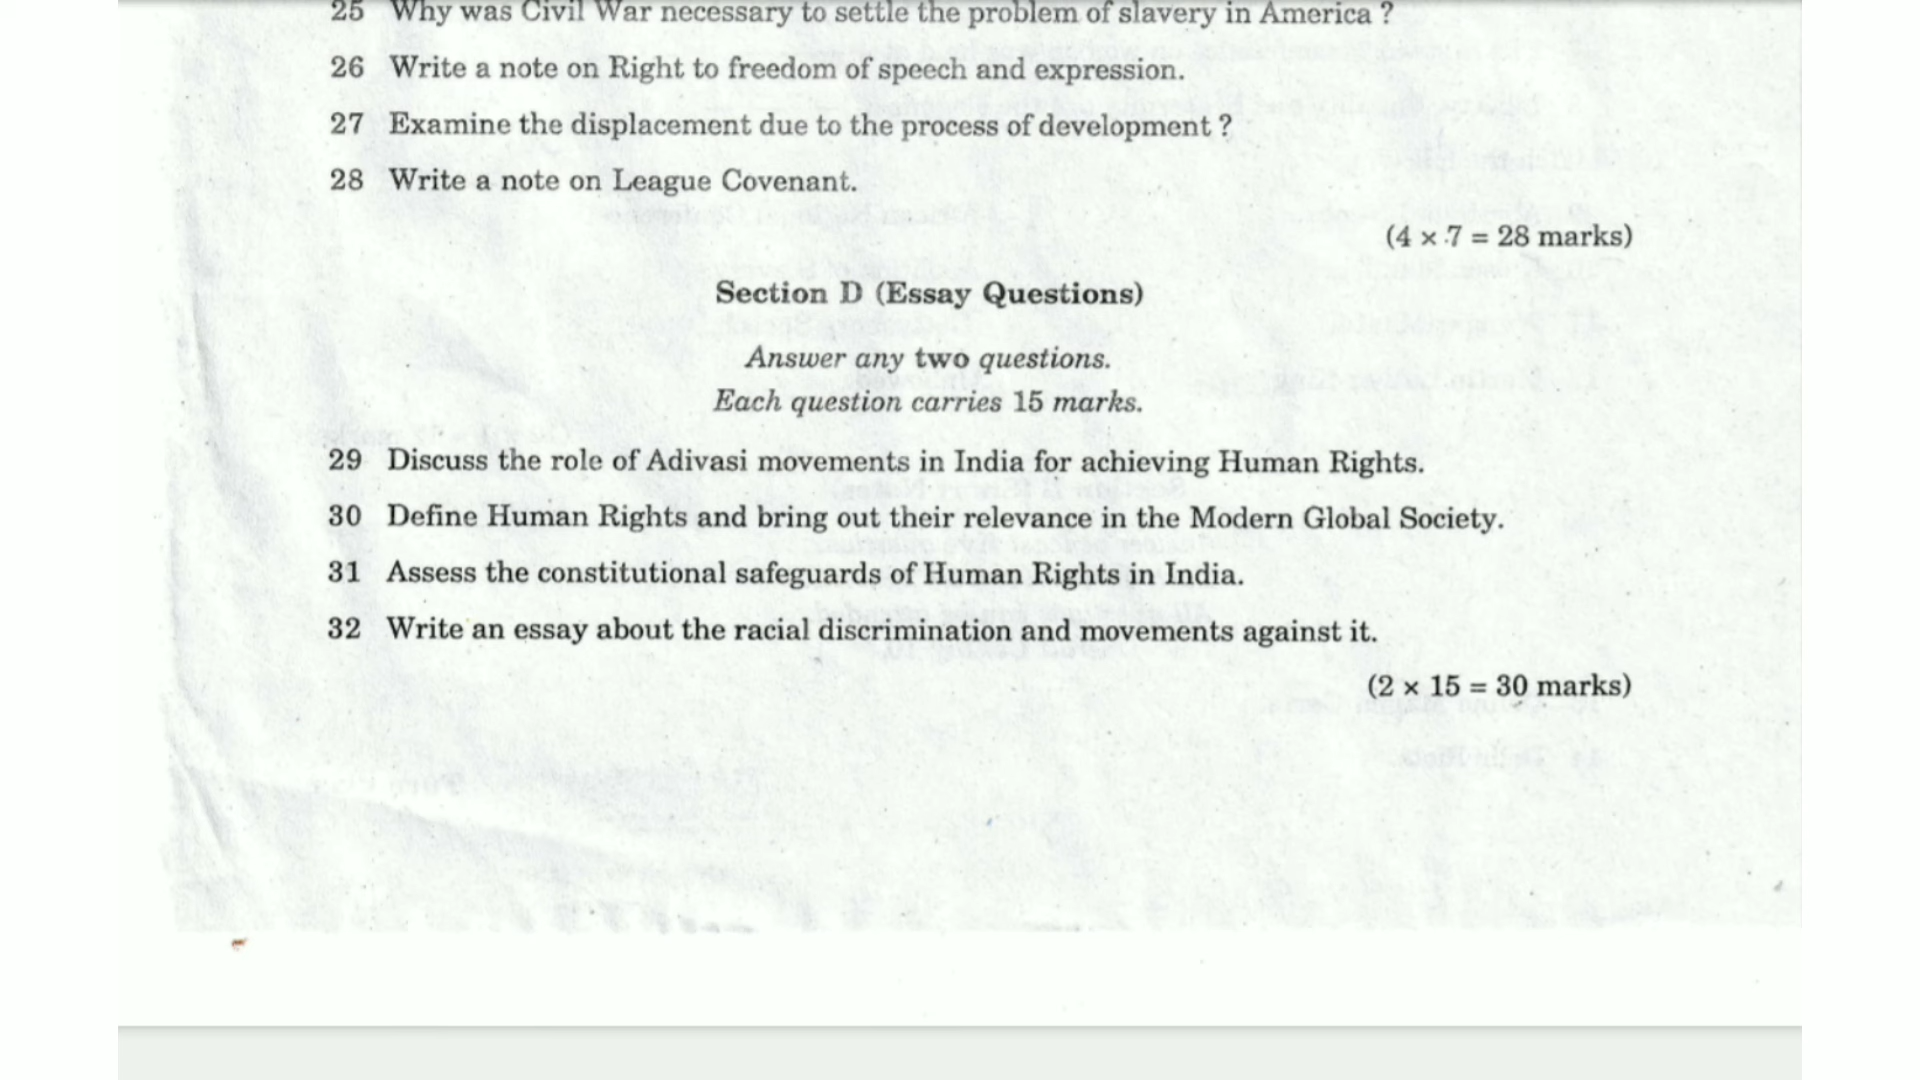 25 Why was Civil War necessary to settle the problem of slavery in America ?
26 Write a note on Right to freedom of speech and expression.
27 Examine the displacement due to the process of development ?
28 Write a note on League Covenant.
(4 × 7 = 28 marks)
Section D (Essay Questions)
Answer any two questions.
Each question carries 15 marks.
29 Discuss the role of Adivasi movements in India for achieving Human Rights.
30 Define Human Rights and bring out their relevance in the Modern Global Society.
31 Assess the constitutional safeguards of Human Rights in India.
32 Write an essay about the racial discrimination and movements against it.
(2 × 15 = 30 marks)